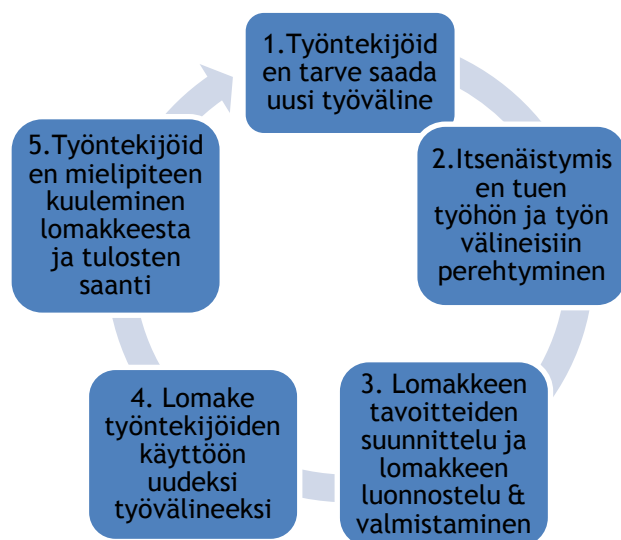 1.Työntekijöid
en tarve saada
uusi työväline
2.Itsenäistymis
en tuen
työhön ja työn
välineisiin
perehtyminen
3. Lomakkeen
tavoitteiden
suunnittelu ja
lomakkeen
luonnostelu &
valmistaminen
4. Lomake
työntekijöiden
käyttöön
uudeksi
työvälineeksi
5.Työntekijöid
en mielipiteen
kuuleminen
lomakkeesta
ja tulosten
saanti